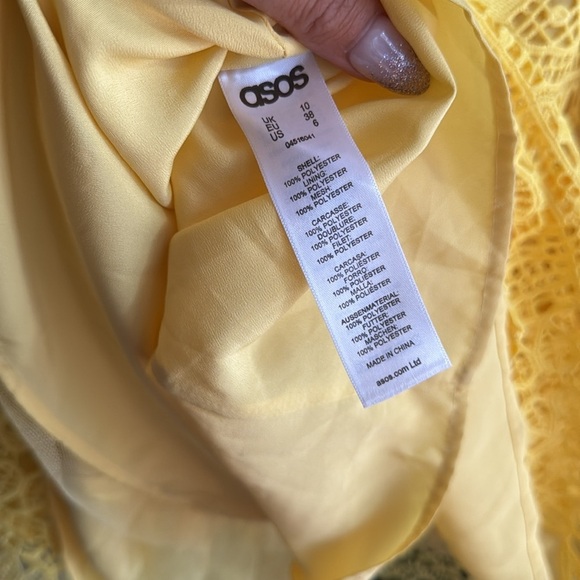 asos
UK 10
EU 38
US 6
04516041
SHELL:
100% POLYESTER
LINING:
100% POLYESTER
MESH:
100% POLYESTER
CARCASSE:
100% POLYESTER
DOUBLURE:
100% POLYESTER
FILET:
100% POLYESTER
CARCASA:
100% POLIÉSTER
FORRO:
100% POLIÉSTER
MALLA:
100% POLIÉSTER
AUSSENMATERIAL:
100% POLYESTER
FUTTER:
100% POLYESTER
MASCHEN:
100% POLYESTER
MADE IN CHINA
asos.com Ltd